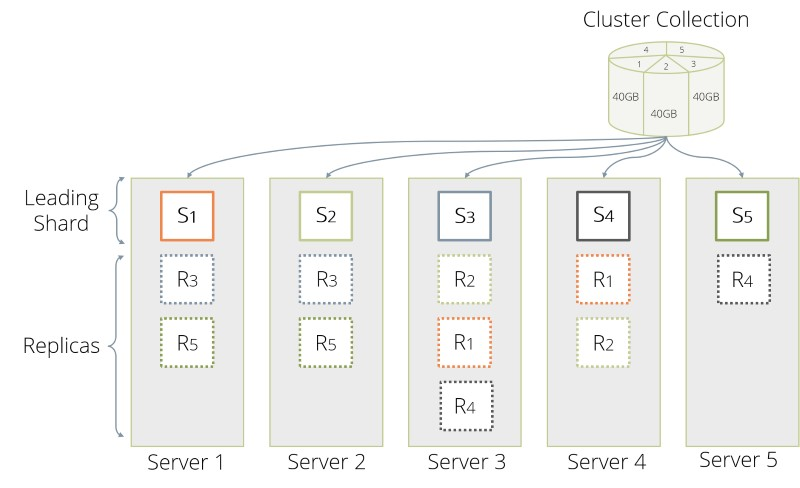 Cluster Collection
4 5
1 2 3
40GB 40GB 40GB
Leading
Shard
S1 S2 S3 S4 S5
R3 R3 R2 R1 R4
Replicas
R5 R5 R1 R2
R4
Server 1 Server 2 Server 3 Server 4 Server 5